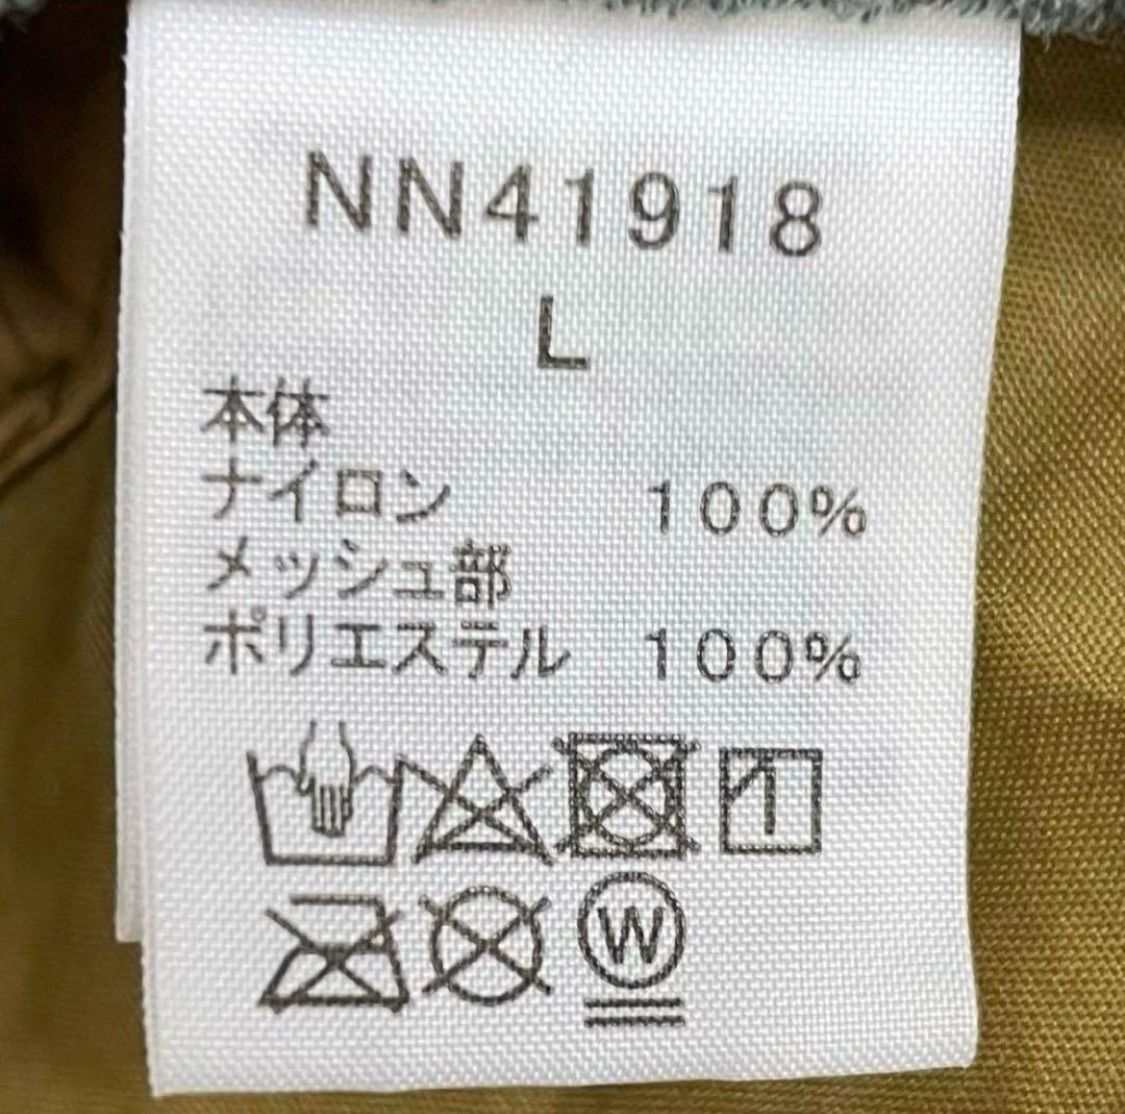 NN41918
L
本体
ナイロン 100%
メッシュ部
ポリエステル 100%
W